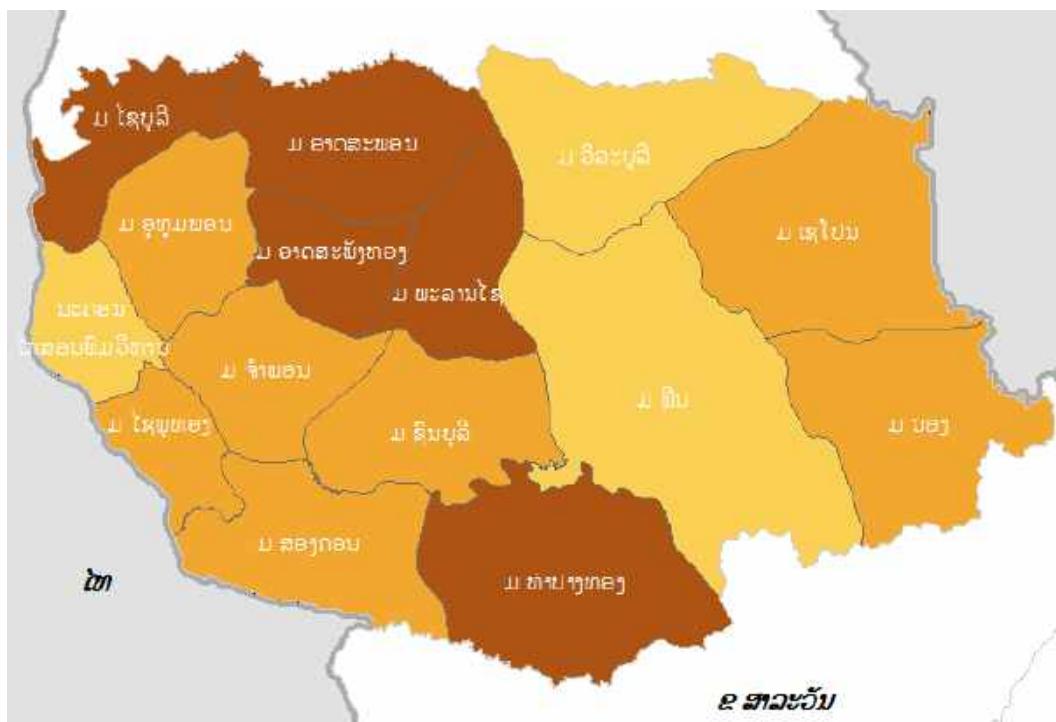 ມ ໄຊບູລີ
ມ ອາດສະພອນ
ມ ວິລະບູລີ
ມ ອຸທູມພອນ
ມ ເຊໂປນ
ມ ອາດສະພັງທອງ
ມ ພະລານໄຊ
ນະຄອນ
ໄກສອນພົມວິຫານ
ມ ຈຳພອນ
ມ ພີນ
ມ ໄຊພູທອງ
ມ ຊົນບຸລີ
ມ ນອງ
ມ ສອງຄອນ
ໄທ
ມ ທ່າປາງທອງ
ຂ ສາລະວັນ